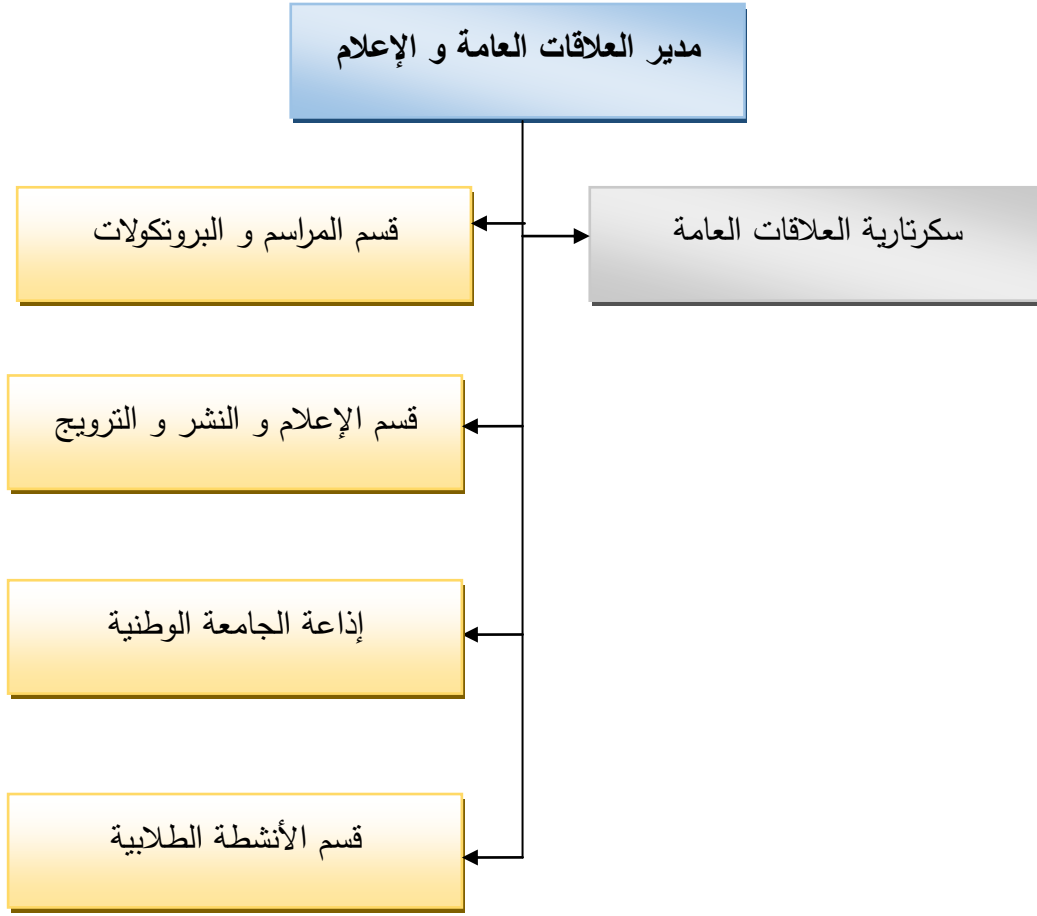 مدير العلاقات العامة و الإعلام
سكرتارية العلاقات العامة
قسم المراسم و البروتكولات
قسم الإعلام و النشر و الترويج
إذاعة الجامعة الوطنية
قسم الأنشطة الطلابية